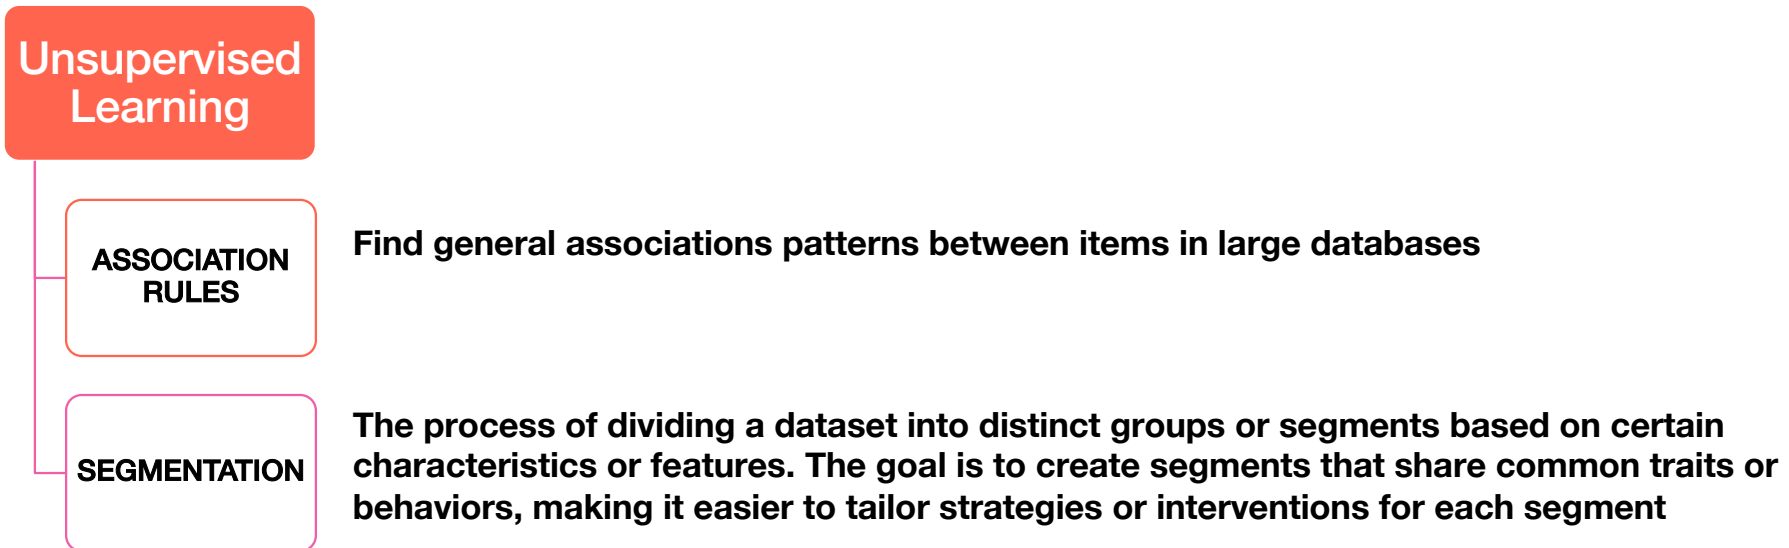 Unsupervised
Learning
ASSOCIATION
RULES
Find general associations patterns between items in large databases
SEGMENTATION
The process of dividing a dataset into distinct groups or segments based on certain
characteristics or features. The goal is to create segments that share common traits or
behaviors, making it easier to tailor strategies or interventions for each segment